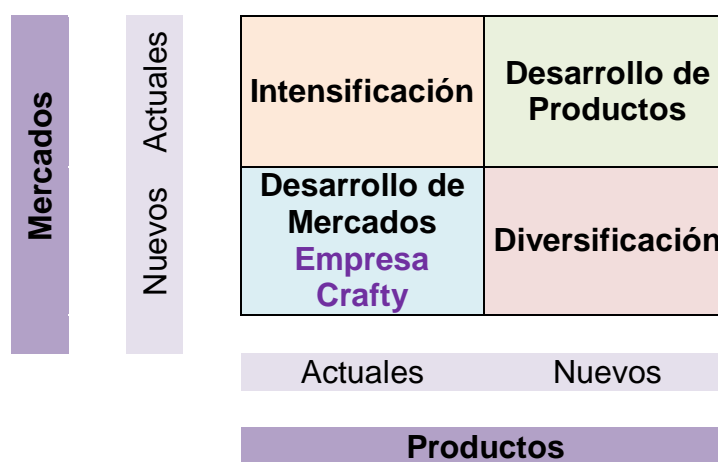 Mercados
Actuales
Nuevos
Intensificación
Desarrollo de
Productos
Desarrollo de
Mercados
Empresa
Crafty
Diversificación
Actuales
Nuevos
Productos